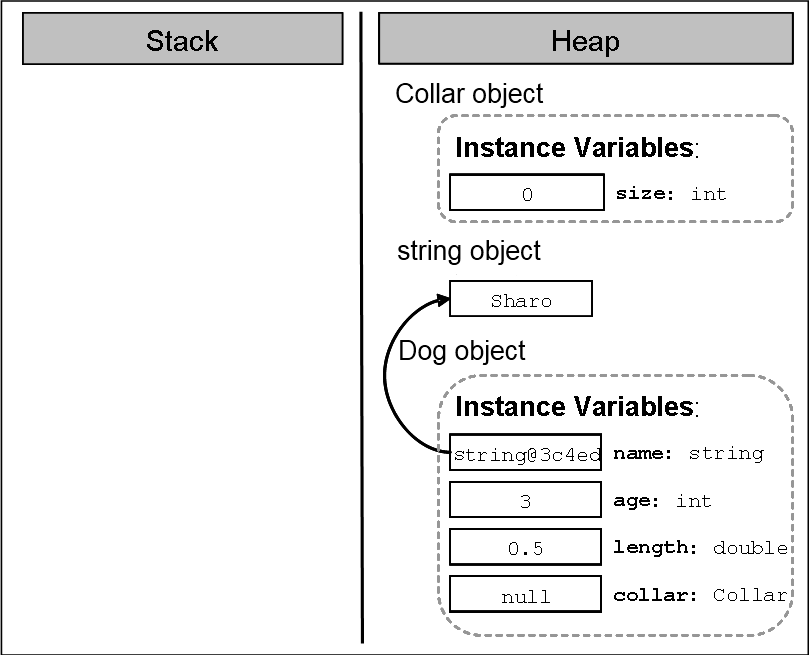 Stack
Heap
Collar object
Instance Variables:
0 size: int
string object
Sharo
Dog object
Instance Variables:
string@3c4ed name: string
3 age: int
0.5 length: double
null collar: Collar